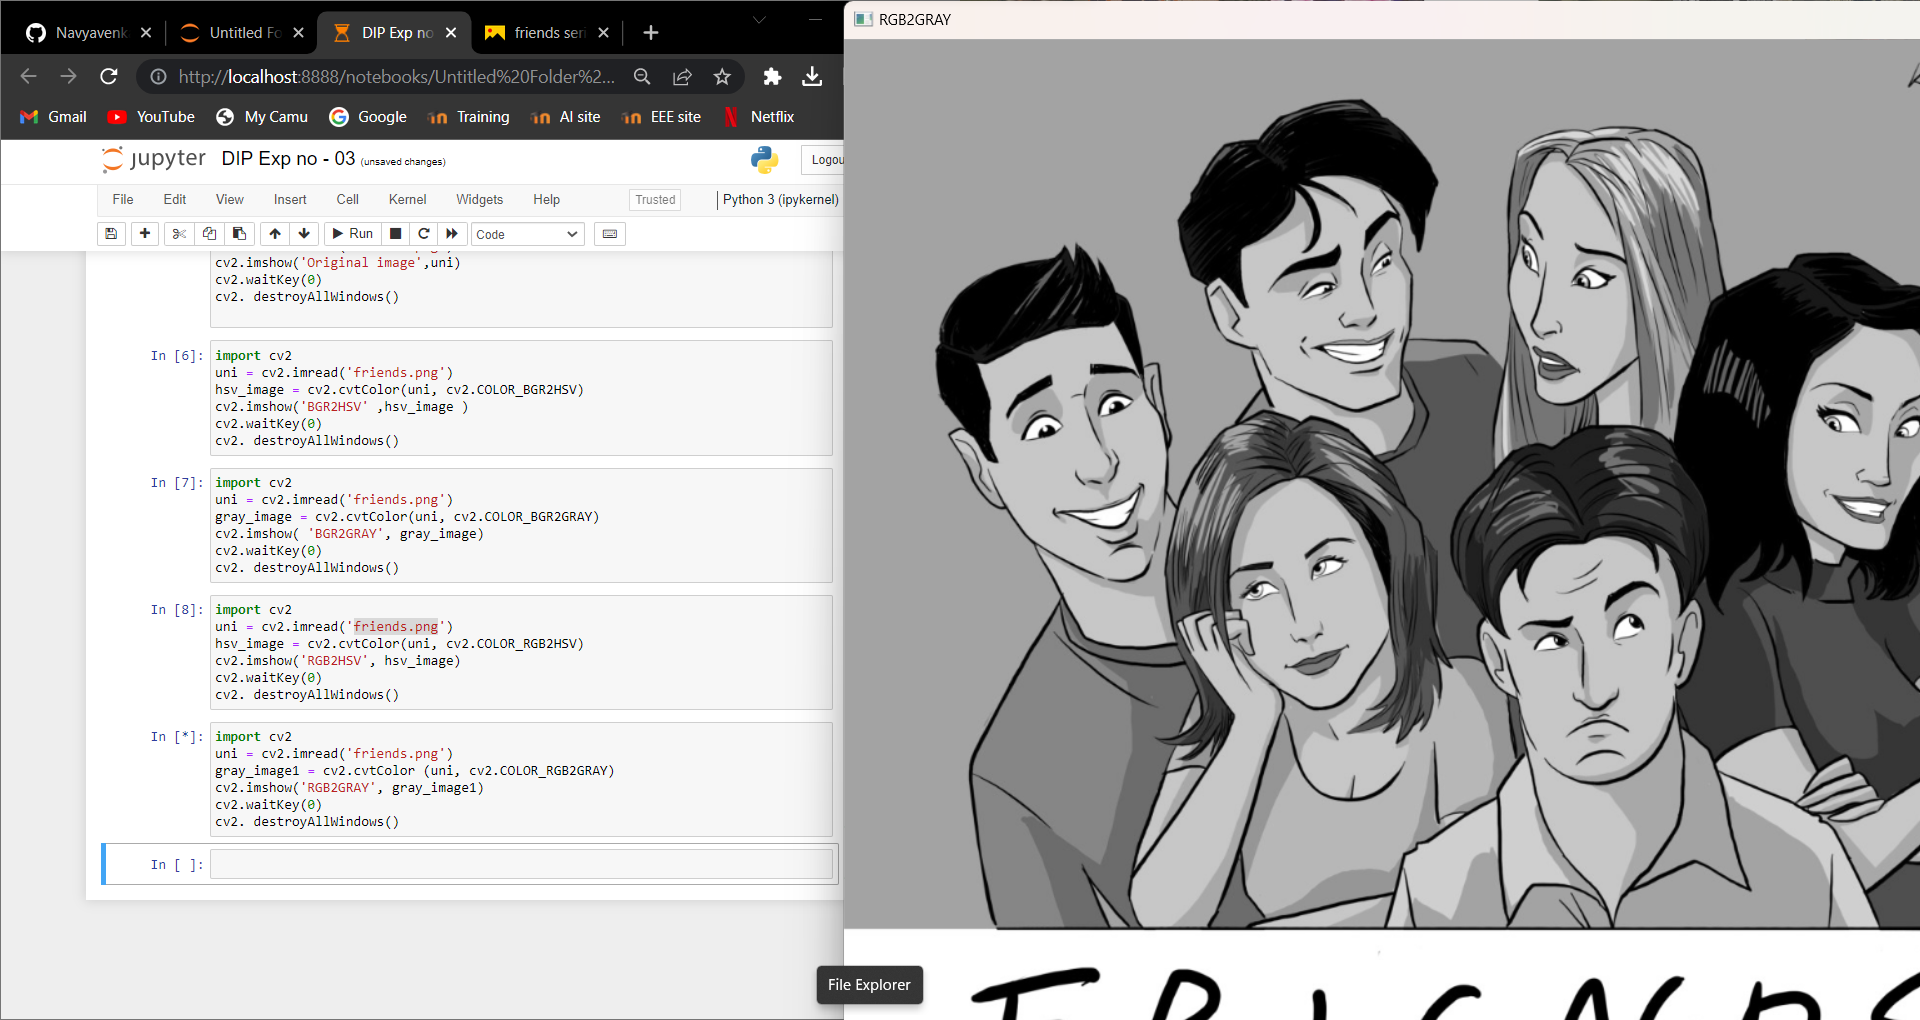 Navyavenk
Untitled Fo
DIP Exp no
friends seri
http://localhost:8888/notebooks/Untitled%20Folder%2...
Gmail
YouTube
My Camu
Google
Training
AI site
EEE site
Netflix
jupyter DIP Exp no - 03 (unsaved changes)
Logou
File Edit View Insert Cell Kernel Widgets Help
Trusted
Python 3 (ipykernel)
Run
Code
cv2.imshow('Original image',uni)
cv2.waitKey(0)
cv2. destroyAllWindows()
In [6]:
import cv2
uni = cv2.imread('friends.png')
hsv_image = cv2.cvtColor(uni, cv2.COLOR_BGR2HSV)
cv2.imshow('BGR2HSV' ,hsv_image )
cv2.waitKey(0)
cv2. destroyAllWindows()
In [7]:
import cv2
uni = cv2.imread('friends.png')
gray_image = cv2.cvtColor(uni, cv2.COLOR_BGR2GRAY)
cv2.imshow( 'BGR2GRAY', gray_image)
cv2.waitKey(0)
cv2. destroyAllWindows()
In [8]:
import cv2
uni = cv2.imread('friends.png')
hsv_image = cv2.cvtColor(uni, cv2.COLOR_RGB2HSV)
cv2.imshow('RGB2HSV', hsv_image)
cv2.waitKey(0)
cv2. destroyAllWindows()
In [*]:
import cv2
uni = cv2.imread('friends.png')
gray_image1 = cv2.cvtColor (uni, cv2.COLOR_RGB2GRAY)
cv2.imshow('RGB2GRAY', gray_image1)
cv2.waitKey(0)
cv2. destroyAllWindows()
In [ ]:
RGB2GRAY
File Explorer